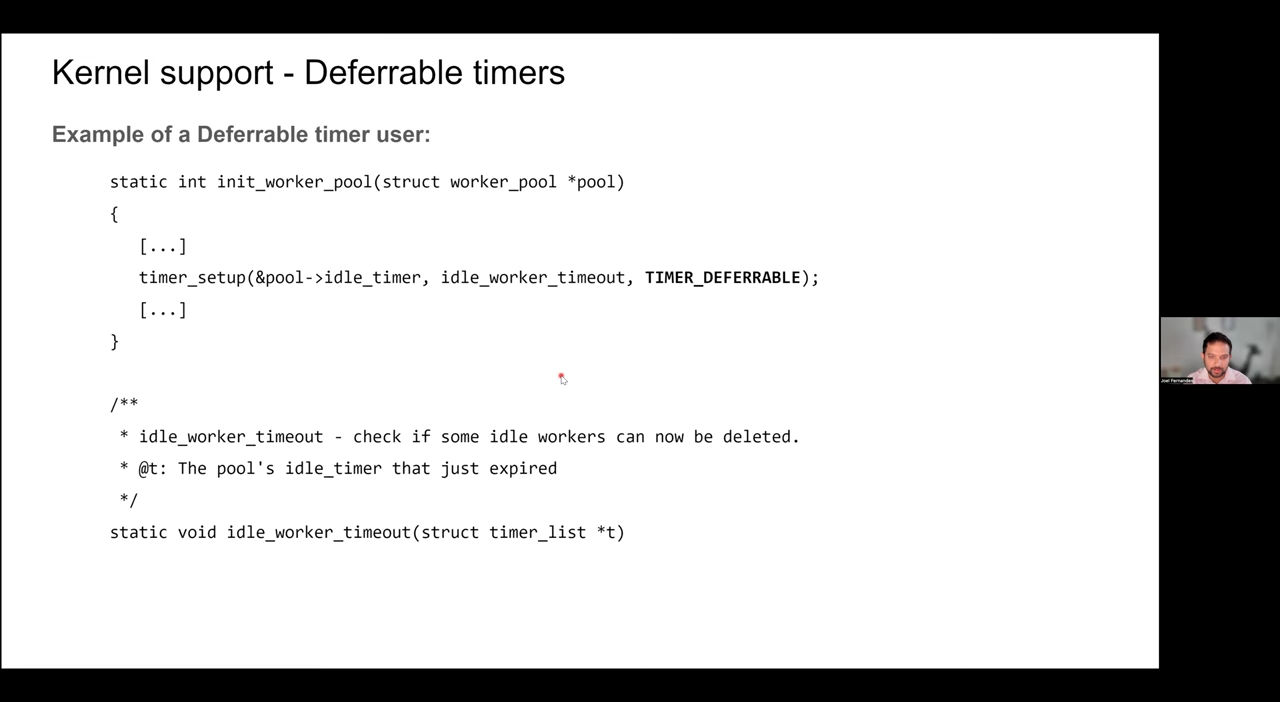 Kernel support - Deferrable timers
Example of a Deferrable timer user:
static int init_worker_pool(struct worker_pool *pool)
{
[...]
timer_setup(&pool->idle_timer, idle_worker_timeout, TIMER_DEFERRABLE);
[...]
}
/**
* idle_worker_timeout - check if some idle workers can now be deleted.
* @t: The pool's idle_timer that just expired
*/
static void idle_worker_timeout(struct timer_list *t)
Joel Fernandes